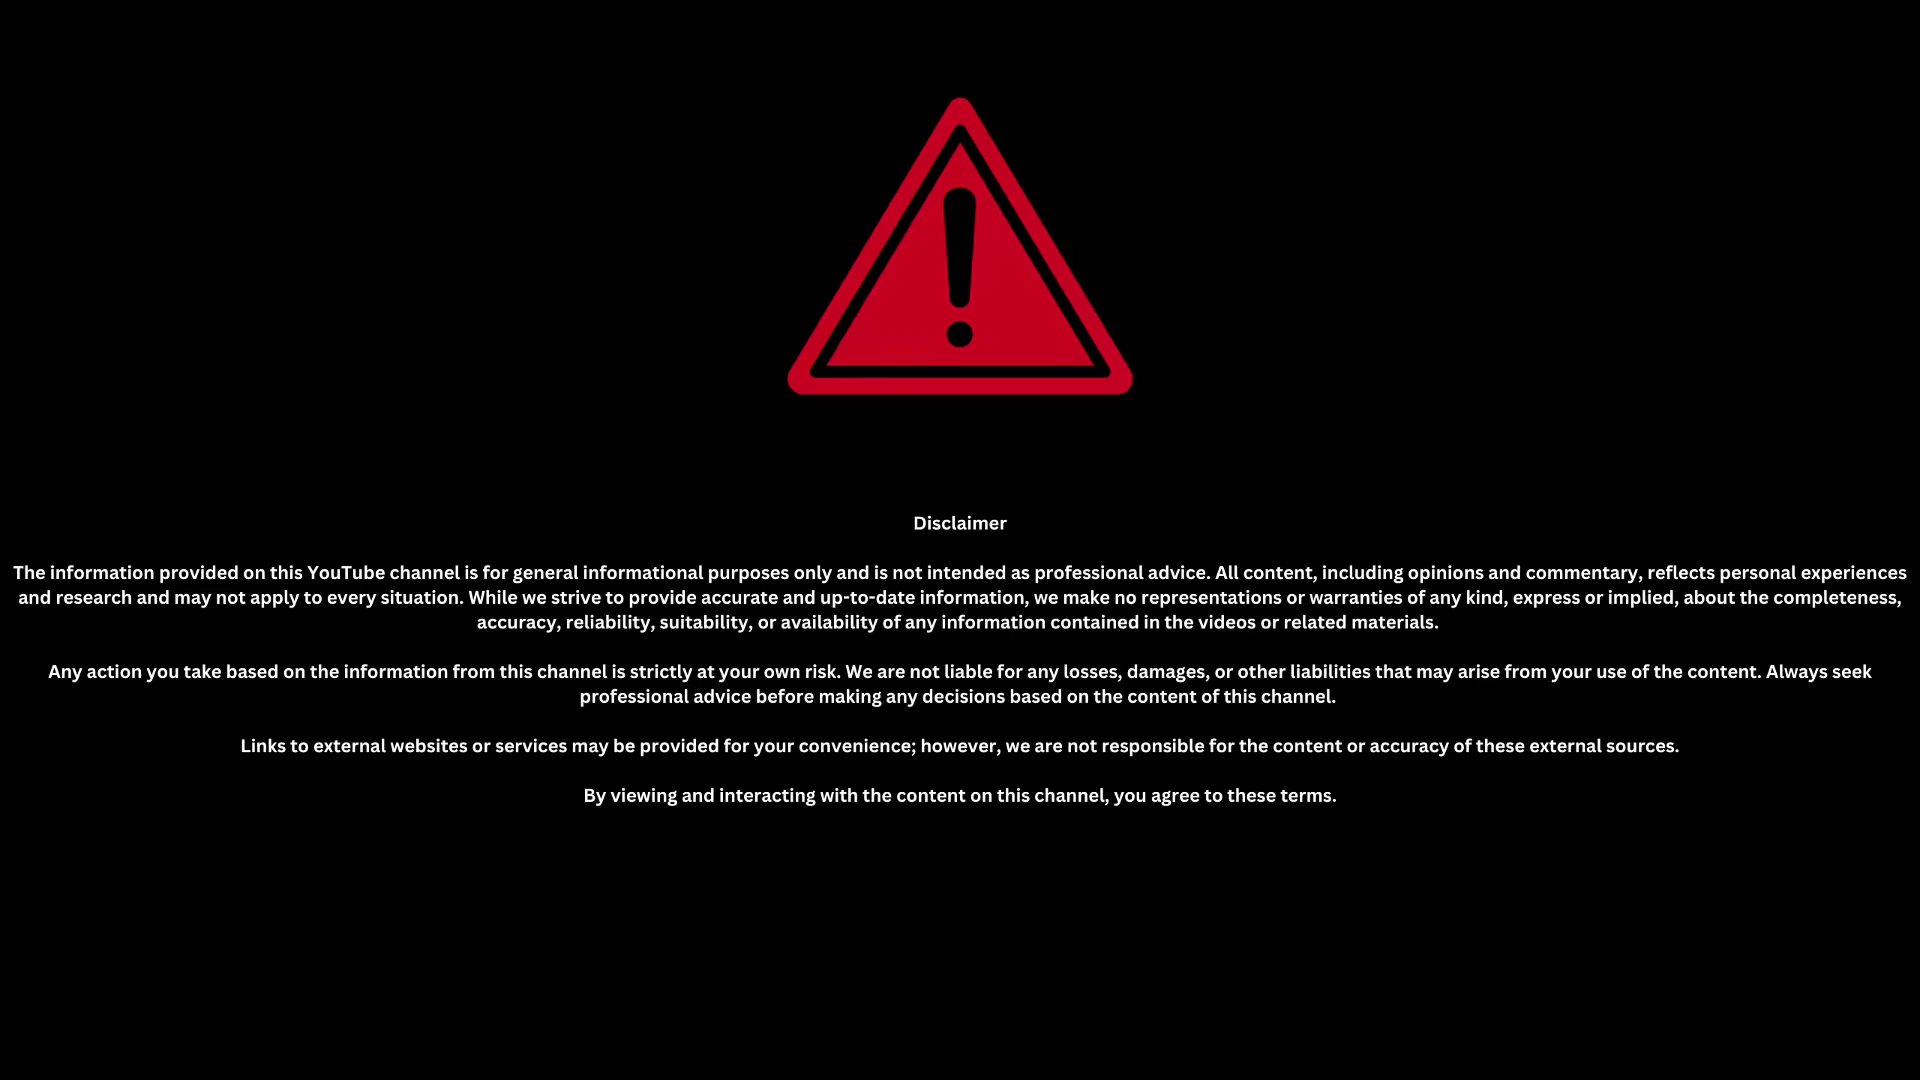 Disclaimer
The information provided on this YouTube channel is for general informational purposes only and is not intended as professional advice. All content, including opinions and commentary, reflects personal experiences
and research and may not apply to every situation. While we strive to provide accurate and up-to-date information, we make no representations or warranties of any kind, express or implied, about the completeness,
accuracy, reliability, suitability, or availability of any information contained in the videos or related materials.
Any action you take based on the information from this channel is strictly at your own risk. We are not liable for any losses, damages, or other liabilities that may arise from your use of the content. Always seek
professional advice before making any decisions based on the content of this channel.
Links to external websites or services may be provided for your convenience; however, we are not responsible for the content or accuracy of these external sources.
By viewing and interacting with the content on this channel, you agree to these terms.